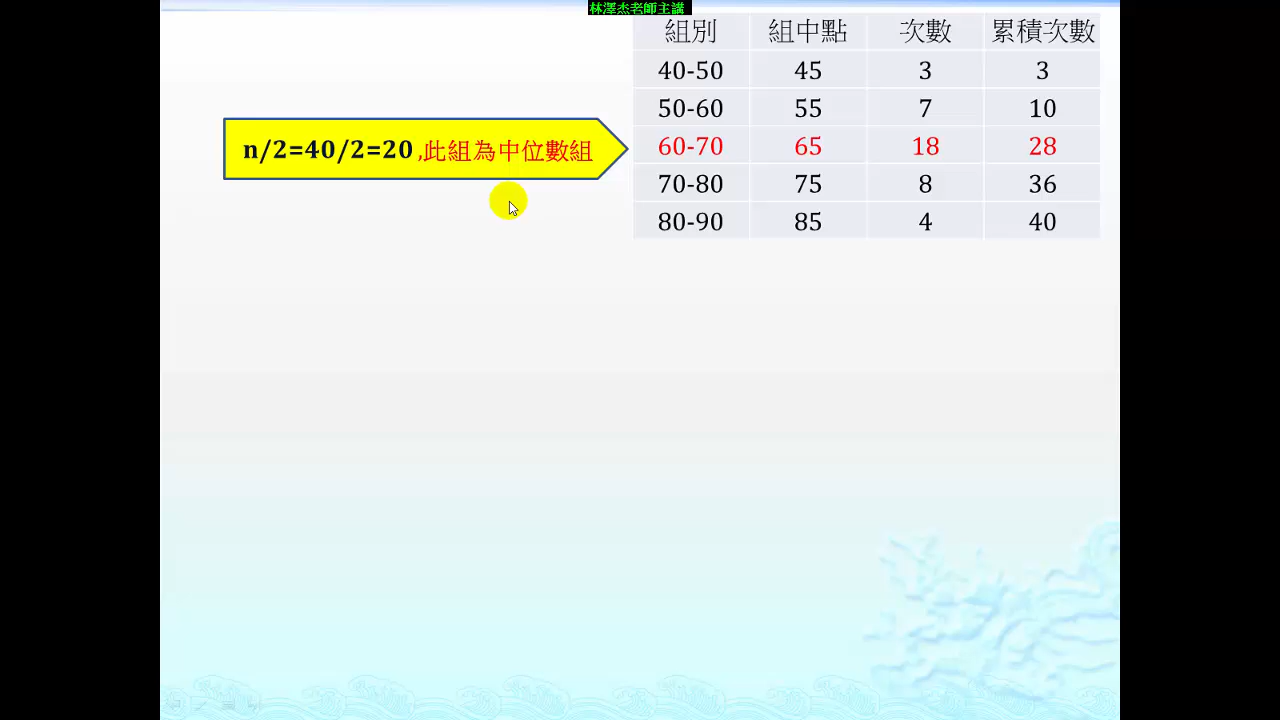 林澤杰老師主講
組別 組中點 次數 累積次數
40-50 45 3 3
50-60 55 7 10
n/2=40/2=20 ,此組為中位數組
60-70 65 18 28
70-80 75 8 36
80-90 85 4 40